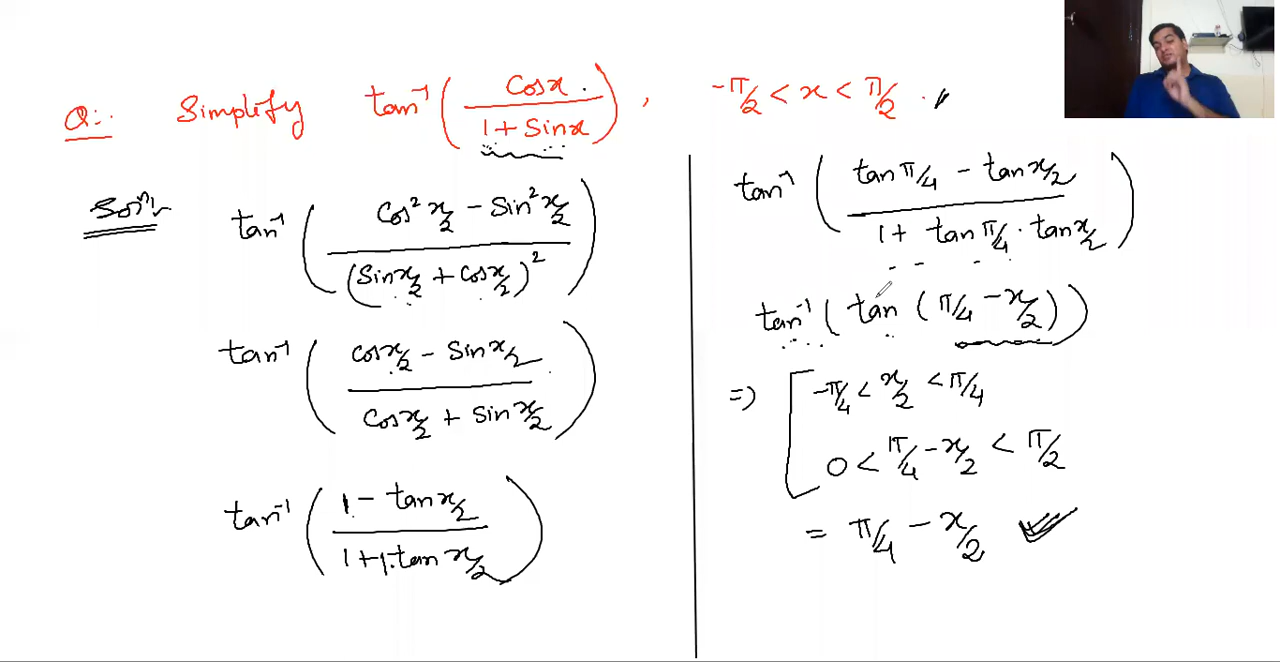 Q:. Simplify tan⁻¹(cosx / 1 + Sinx), -π/2 < x < π/2.
Solⁿ
tan⁻¹(cos² x/2 - Sin² x/2 / (Sin x/2 + cos x/2)²)
tan⁻¹(cos x/2 - Sin x/2 / cos x/2 + Sin x/2)
tan⁻¹(1 - tan x/2 / 1 + 1.tan x/2)
tan⁻¹(tan π/4 - tan x/2 / 1 + tan π/4 . tan x/2)
tan⁻¹(tan(π/4 - x/2))
=> [ -π/4 < x/2 < π/4
0 < π/4 - x/2 < π/2
= π/4 - x/2